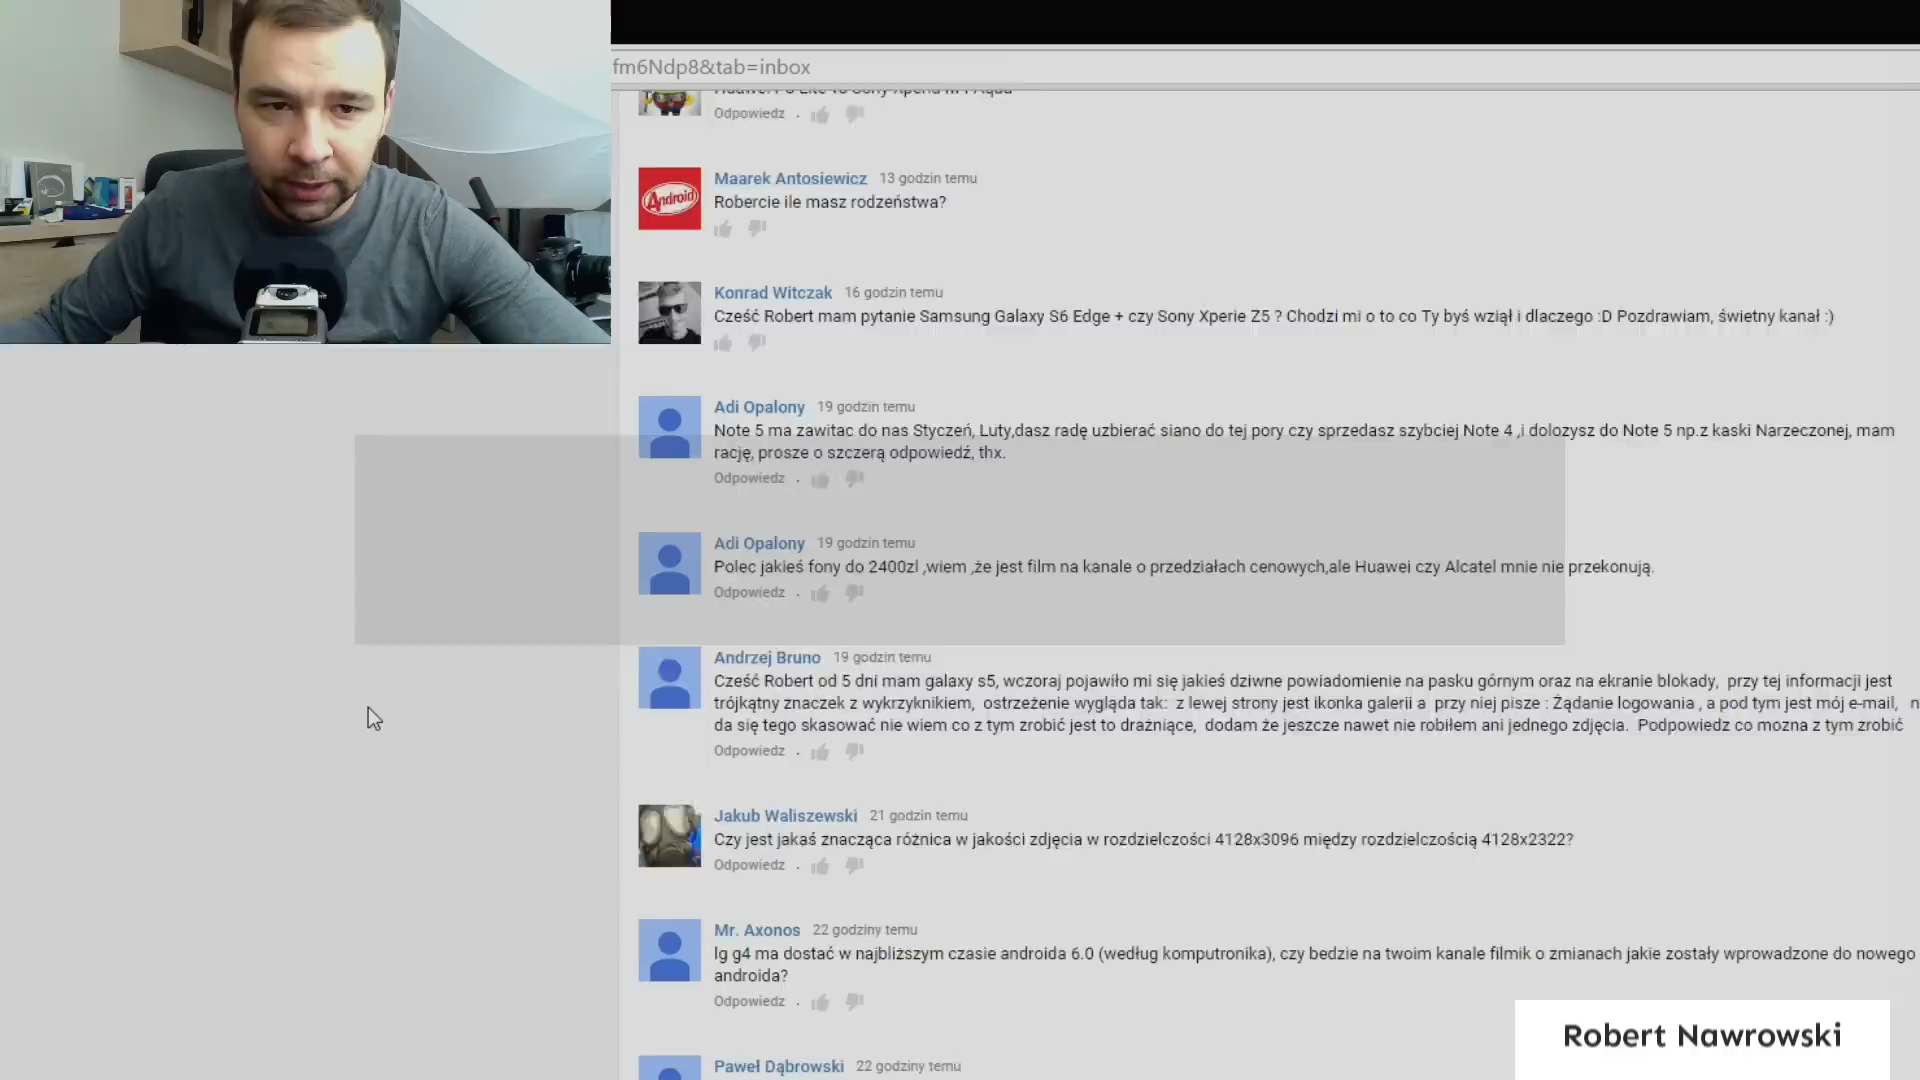 fm6Ndp8&tab=inbox
Odpowiedz
Android
Maarek Antosiewicz 13 godzin temu
Robercie ile masz rodzeństwa?
Konrad Witczak 16 godzin temu
Cześć Robert mam pytanie Samsung Galaxy S6 Edge + czy Sony Xperie Z5 ? Chodzi mi o to co Ty byś wziął i dlaczego :D Pozdrawiam, świetny kanał :)
Adi Opalony 19 godzin temu
Note 5 ma zawitac do nas Styczeń, Luty,dasz radę uzbierać siano do tej pory czy sprzedasz szybciej Note 4 ,i dolozysz do Note 5 np.z kaski Narzeczonej, mam
rację, prosze o szczerą odpowiedź, thx.
Odpowiedz
Adi Opalony 19 godzin temu
Polec jakieś fony do 2400zl ,wiem ,że jest film na kanale o przedziałach cenowych,ale Huawei czy Alcatel mnie nie przekonują.
Odpowiedz
Andrzej Bruno 19 godzin temu
Cześć Robert od 5 dni mam galaxy s5, wczoraj pojawiło mi się jakieś dziwne powiadomienie na pasku górnym oraz na ekranie blokady, przy tej informacji jest
trójkątny znaczek z wykrzyknikiem, ostrzeżenie wygląda tak: z lewej strony jest ikonka galerii a przy niej pisze : Żądanie logowania , a pod tym jest mój e-mail, n
da się tego skasować nie wiem co z tym zrobić jest to drażniące, dodam że jeszcze nawet nie robiłem ani jednego zdjęcia. Podpowiedz co mozna z tym zrobić
Odpowiedz
Jakub Waliszewski 21 godzin temu
Czy jest jakaś znacząca różnica w jakości zdjęcia w rozdzielczości 4128x3096 między rozdzielczością 4128x2322?
Odpowiedz
Mr. Axonos 22 godziny temu
lg g4 ma dostać w najbliższym czasie androida 6.0 (według komputronika), czy bedzie na twoim kanale filmik o zmianach jakie zostały wprowadzone do nowego
androida?
Odpowiedz
Robert Nawrowski
Paweł Dąbrowski 22 godziny temu